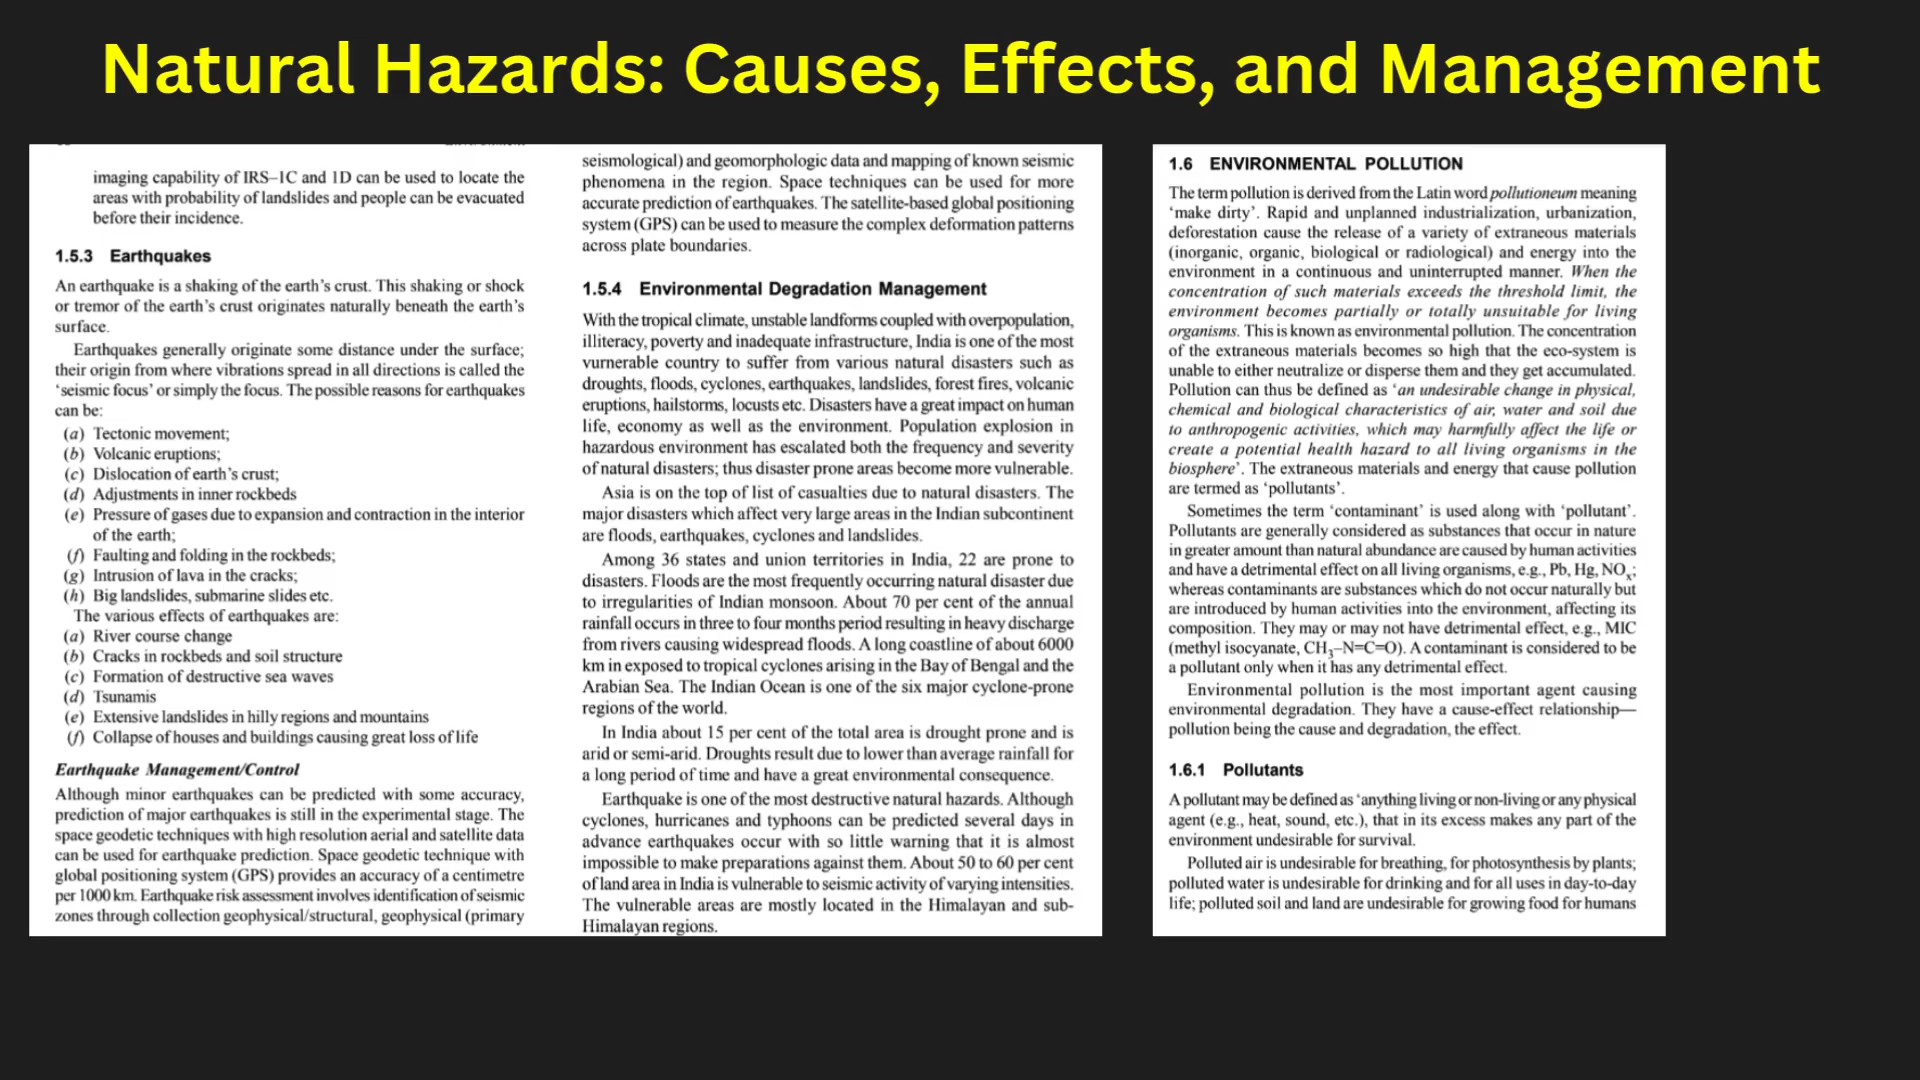 Natural Hazards: Causes, Effects, and Management
imaging capability of IRS–1C and 1D can be used to locate the
areas with probability of landslides and people can be evacuated
before their incidence.
1.5.3 Earthquakes
An earthquake is a shaking of the earth's crust. This shaking or shock
or tremor of the earth's crust originates naturally beneath the earth's
surface.
Earthquakes generally originate some distance under the surface;
their origin from where vibrations spread in all directions is called the
‘seismic focus’ or simply the focus. The possible reasons for earthquakes
can be:
(a) Tectonic movement;
(b) Volcanic eruptions;
(c) Dislocation of earth's crust;
(d) Adjustments in inner rockbeds
(e) Pressure of gases due to expansion and contraction in the interior
of the earth;
(f) Faulting and folding in the rockbeds;
(g) Intrusion of lava in the cracks;
(h) Big landslides, submarine slides etc.
The various effects of earthquakes are:
(a) River course change
(b) Cracks in rockbeds and soil structure
(c) Formation of destructive sea waves
(d) Tsunamis
(e) Extensive landslides in hilly regions and mountains
(f) Collapse of houses and buildings causing great loss of life
Earthquake Management/Control
Although minor earthquakes can be predicted with some accuracy,
prediction of major earthquakes is still in the experimental stage. The
space geodetic techniques with high resolution aerial and satellite data
can be used for earthquake prediction. Space geodetic technique with
global positioning system (GPS) provides an accuracy of a centimetre
per 1000 km. Earthquake risk assessment involves identification of seismic
zones through collection geophysical/structural, geophysical (primary
seismological) and geomorphologic data and mapping of known seismic
phenomena in the region. Space techniques can be used for more
accurate prediction of earthquakes. The satellite-based global positioning
system (GPS) can be used to measure the complex deformation patterns
across plate boundaries.
1.5.4 Environmental Degradation Management
With the tropical climate, unstable landforms coupled with overpopulation,
illiteracy, poverty and inadequate infrastructure, India is one of the most
vurnerable country to suffer from various natural disasters such as
droughts, floods, cyclones, earthquakes, landslides, forest fires, volcanic
eruptions, hailstorms, locusts etc. Disasters have a great impact on human
life, economy as well as the environment. Population explosion in
hazardous environment has escalated both the frequency and severity
of natural disasters; thus disaster prone areas become more vulnerable.
Asia is on the top of list of casualties due to natural disasters. The
major disasters which affect very large areas in the Indian subcontinent
are floods, earthquakes, cyclones and landslides.
Among 36 states and union territories in India, 22 are prone to
disasters. Floods are the most frequently occurring natural disaster due
to irregularities of Indian monsoon. About 70 per cent of the annual
rainfall occurs in three to four months period resulting in heavy discharge
from rivers causing widespread floods. A long coastline of about 6000
km in exposed to tropical cyclones arising in the Bay of Bengal and the
Arabian Sea. The Indian Ocean is one of the six major cyclone-prone
regions of the world.
In India about 15 per cent of the total area is drought prone and is
arid or semi-arid. Droughts result due to lower than average rainfall for
a long period of time and have a great environmental consequence.
Earthquake is one of the most destructive natural hazards. Although
cyclones, hurricanes and typhoons can be predicted several days in
advance earthquakes occur with so little warning that it is almost
impossible to make preparations against them. About 50 to 60 per cent
of land area in India is vulnerable to seismic activity of varying intensities.
The vulnerable areas are mostly located in the Himalayan and sub-
Himalayan regions.
1.6 ENVIRONMENTAL POLLUTION
The term pollution is derived from the Latin word pollutioneum meaning
‘make dirty’. Rapid and unplanned industrialization, urbanization,
deforestation cause the release of a variety of extraneous materials
(inorganic, organic, biological or radiological) and energy into the
environment in a continuous and uninterrupted manner. When the
concentration of such materials exceeds the threshold limit, the
environment becomes partially or totally unsuitable for living
organisms. This is known as environmental pollution. The concentration
of the extraneous materials becomes so high that the eco-system is
unable to either neutralize or disperse them and they get accumulated.
Pollution can thus be defined as ‘an undesirable change in physical,
chemical and biological characteristics of air, water and soil due
to anthropogenic activities, which may harmfully affect the life or
create a potential health hazard to all living organisms in the
biosphere’. The extraneous materials and energy that cause pollution
are termed as ‘pollutants’.
Sometimes the term ‘contaminant’ is used along with ‘pollutant’.
Pollutants are generally considered as substances that occur in nature
in greater amount than natural abundance are caused by human activities
and have a detrimental effect on all living organisms, e.g., Pb, Hg, NOx;
whereas contaminants are substances which do not occur naturally but
are introduced by human activities into the environment, affecting its
composition. They may or may not have detrimental effect, e.g., MIC
(methyl isocyanate, CH3–N=C=O). A contaminant is considered to be
a pollutant only when it has any detrimental effect.
Environmental pollution is the most important agent causing
environmental degradation. They have a cause-effect relationship—
pollution being the cause and degradation, the effect.
1.6.1 Pollutants
A pollutant may be defined as ‘anything living or non-living or any physical
agent (e.g., heat, sound, etc.), that in its excess makes any part of the
environment undesirable for survival.
Polluted air is undesirable for breathing, for photosynthesis by plants;
polluted water is undesirable for drinking and for all uses in day-to-day
life; polluted soil and land are undesirable for growing food for humans